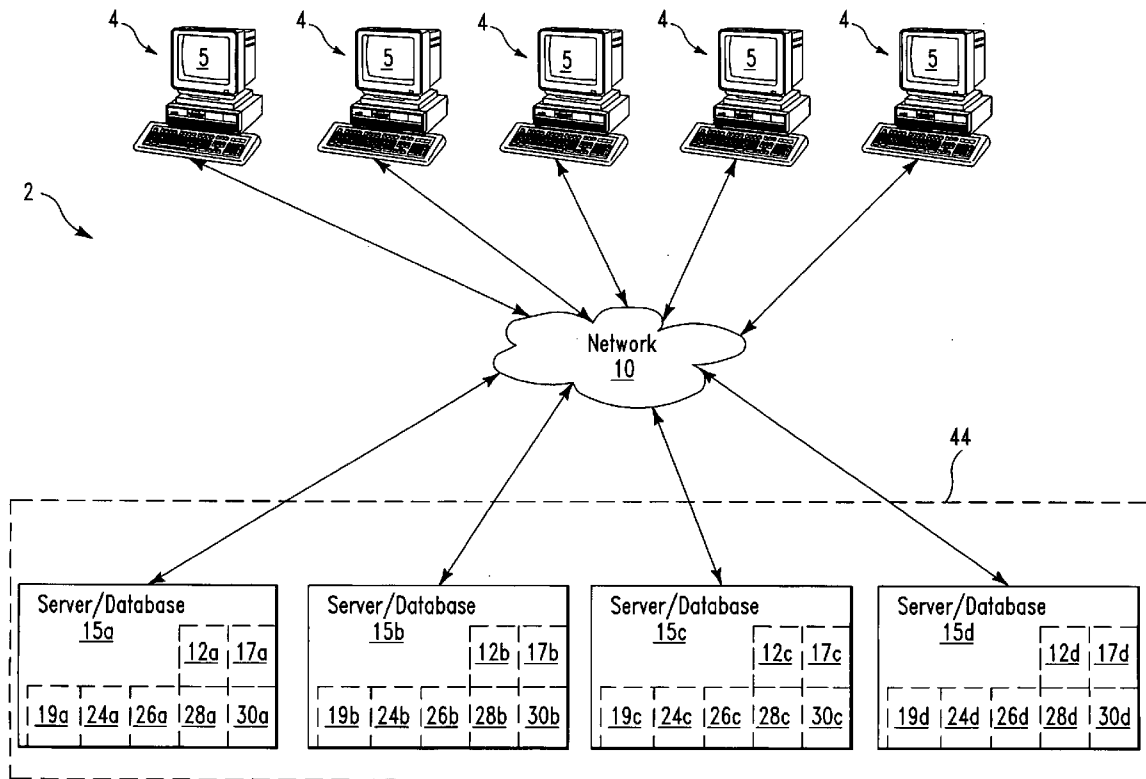 4 4 4 4 4
5 5 5 5 5
2
Network
10
44
Server/Database
15a
12a 17a
19a 24a 26a 28a 30a
Server/Database
15b
12b 17b
19b 24b 26b 28b 30b
Server/Database
15c
12c 17c
19c 24c 26c 28c 30c
Server/Database
15d
12d 17d
19d 24d 26d 28d 30d